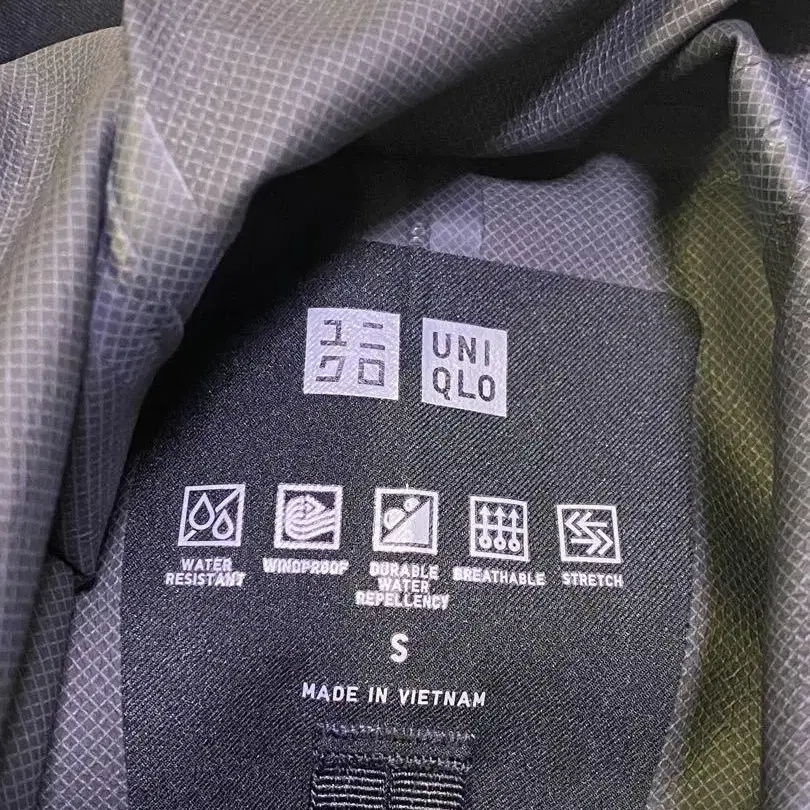 ユニ
クロ
UNI
QLO
WATER
RESISTANT
WINDPROOF
DURABLE
WATER
REPELLENCY
BREATHABLE
STRETCH
S
MADE IN VIETNAM